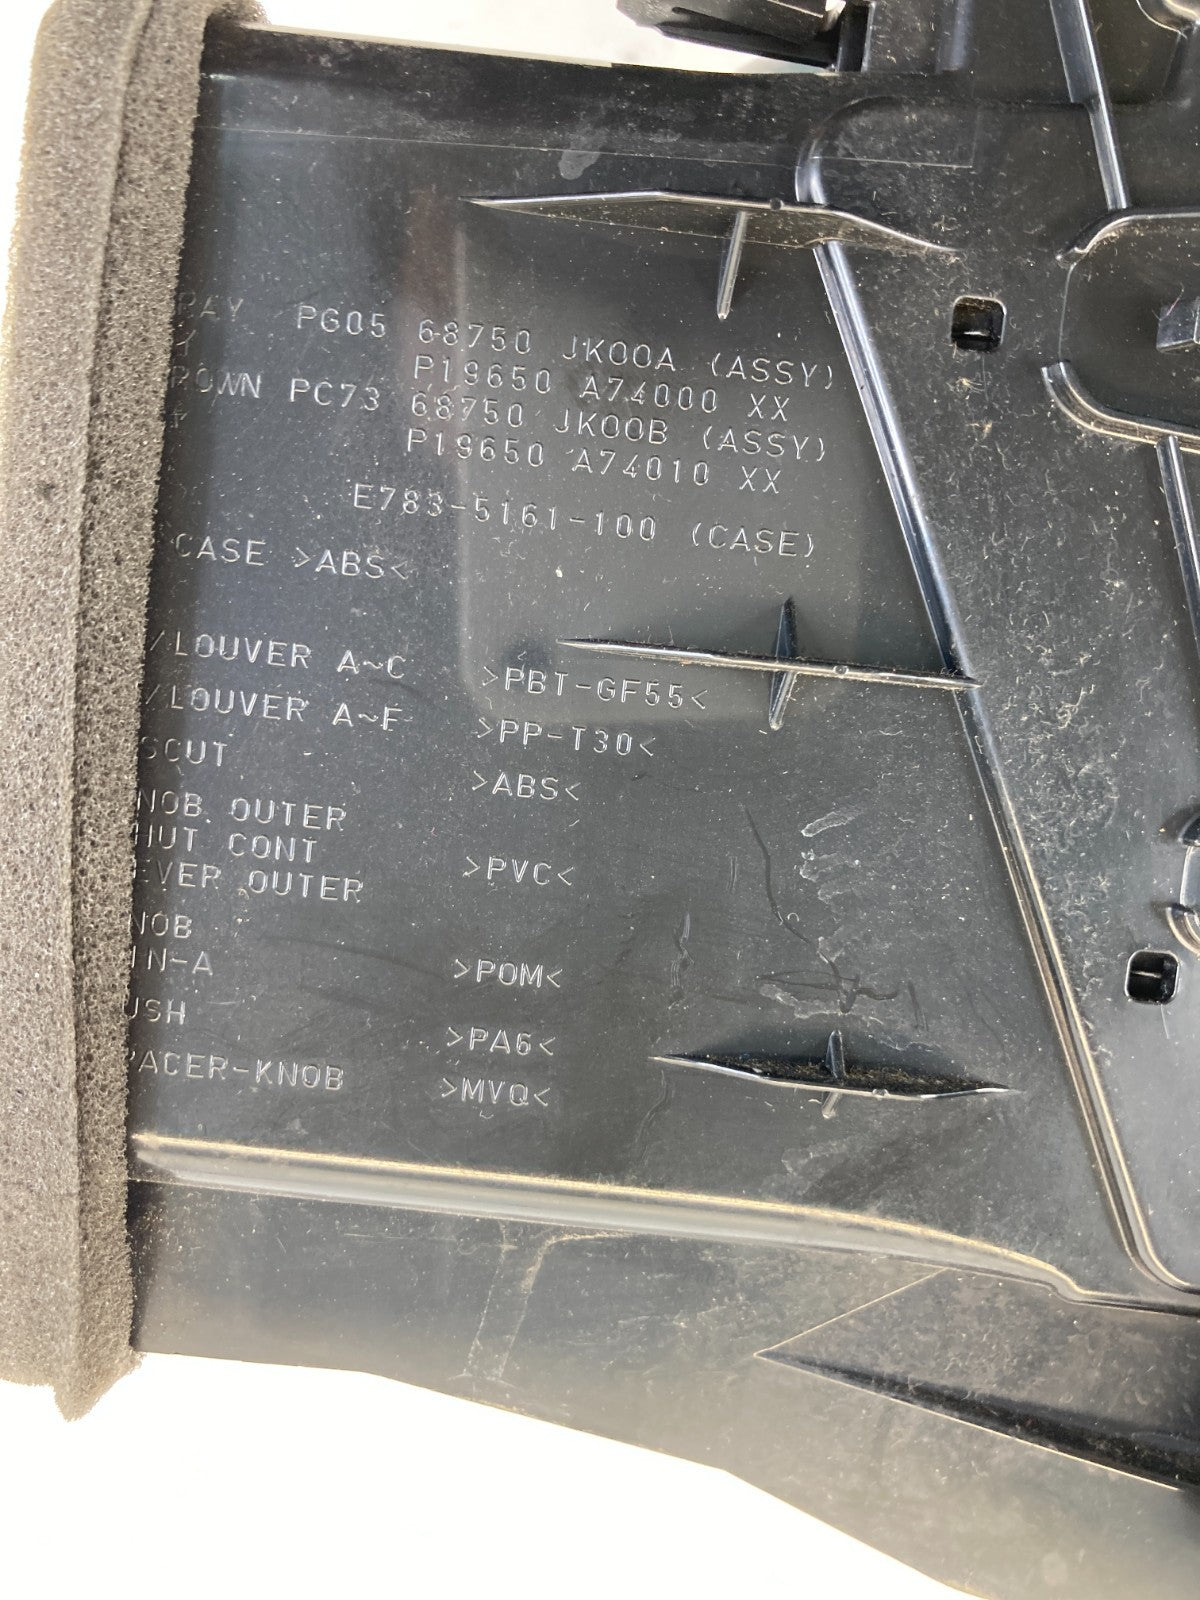 PG05 68750 JK00A (ASSY)
P19650 A74000 XX
PC73 68750 JK00B (ASSY)
P19650 A74010 XX
E783-5161-100 (CASE)
CASE >ABS<
/LOUVER A~C >PBT-GF55<
/LOUVER A~F >PP-T30<
SCUT >ABS<
NOB. OUTER
HUT CONT >PVC<
EVER OUTER
NOB
IN-A >POM<
USH >PA6<
PACER-KNOB >MVQ<